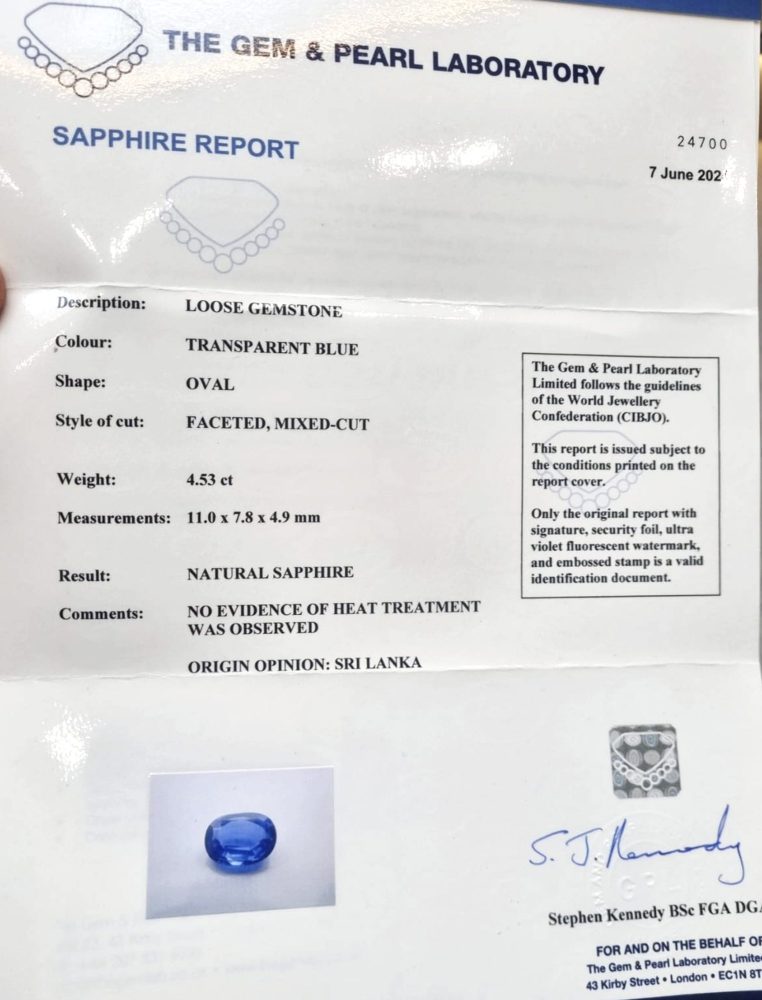 THE GEM & PEARL LABORATORY
SAPPHIRE REPORT
24700
7 June 202
Description: LOOSE GEMSTONE
Colour: TRANSPARENT BLUE
Shape: OVAL
Style of cut: FACETED, MIXED-CUT
Weight: 4.53 ct
Measurements: 11.0 x 7.8 x 4.9 mm
Result: NATURAL SAPPHIRE
Comments: NO EVIDENCE OF HEAT TREATMENT
WAS OBSERVED
ORIGIN OPINION: SRI LANKA
The Gem & Pearl Laboratory
Limited follows the guidelines
of the World Jewellery
Confederation (CIBJO).
This report is issued subject to
the conditions printed on the
report cover.
Only the original report with
signature, security foil, ultra
violet fluorescent watermark,
and embossed stamp is a valid
identification document.
S. J. Kennedy
Stephen Kennedy BSc FGA DGA
FOR AND ON THE BEHALF OF
The Gem & Pearl Laboratory Limite
43 Kirby Street • London • EC1N 8T